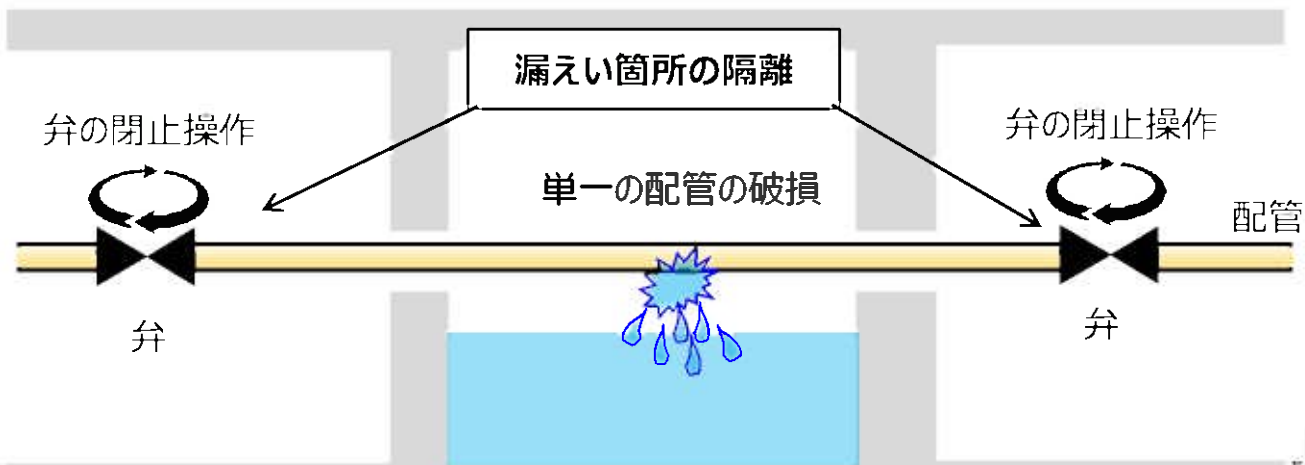 漏えい箇所の隔離
弁の閉止操作
弁の閉止操作
単一の配管の破損
配管
弁
弁